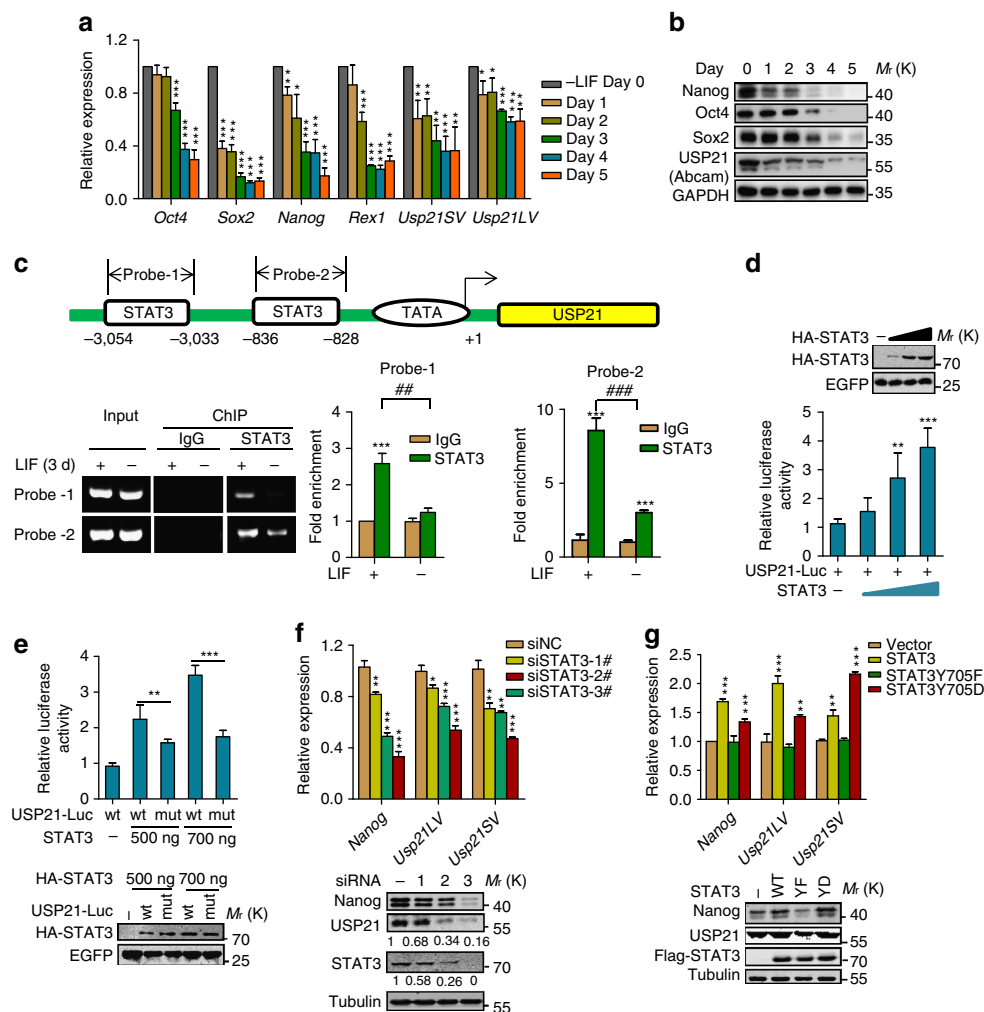 a
Relative expression
1.2
0.8
0.4
0.0
** *** *** *** *** *** *** *** *** *** ** * *** *** *** *** *** *** *** ** ** *** *** *** * * *** *** ***
Oct4 Sox2 Nanog Rex1 Usp21SV Usp21LV
–LIF Day 0
Day 1
Day 2
Day 3
Day 4
Day 5
b
Day 0 1 2 3 4 5 Mr (K)
Nanog 40
Oct4 40
Sox2 35
USP21 55
(Abcam)
GAPDH 35
c
Probe-1 Probe-2
STAT3 STAT3 TATA USP21
–3,054 –3,033 –836 –828 +1
Input ChIP
IgG STAT3
LIF (3 d) + – + – + –
Probe -1
Probe -2
Probe-1
##
***
Fold enrichment
4
3
2
1
0
IgG
STAT3
LIF + –
Probe-2
###
*** ***
Fold enrichment
10
5
0
IgG
STAT3
LIF + –
d
HA-STAT3 – Mr (K)
HA-STAT3 70
EGFP 25
Relative luciferase activity
5
4
3
2
1
0
** ***
USP21-Luc + + + +
STAT3 –
e
Relative luciferase activity
4
3
2
1
0
** ***
USP21-Luc wt wt mut wt mut
STAT3 – 500 ng 700 ng
HA-STAT3 500 ng 700 ng
USP21-Luc – wt mut wt mut Mr (K)
HA-STAT3 70
EGFP 25
f
siNC
siSTAT3-1#
siSTAT3-2#
siSTAT3-3#
Relative expression
1.2
0.8
0.4
0.0
** *** *** * *** *** *** ** ***
Nanog Usp21LV Usp21SV
siRNA – 1 2 3 Mr (K)
Nanog 40
USP21 55
1 0.68 0.34 0.16
STAT3 70
1 0.58 0.26 0
Tubulin 55
g
Vector
STAT3
STAT3Y705F
STAT3Y705D
Relative expression
2.5
2.0
1.5
1.0
0.5
0.0
*** *** *** ** ** ***
Nanog Usp21LV Usp21SV
STAT3 – WT YF YD Mr (K)
Nanog 40
USP21 55
Flag-STAT3 70
Tubulin 55